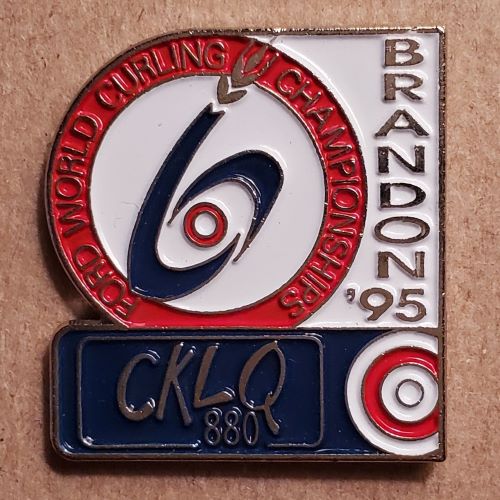 FORD WORLD CURLING CHAMPIONSHIPS
BRANDON '95
CKLQ
880